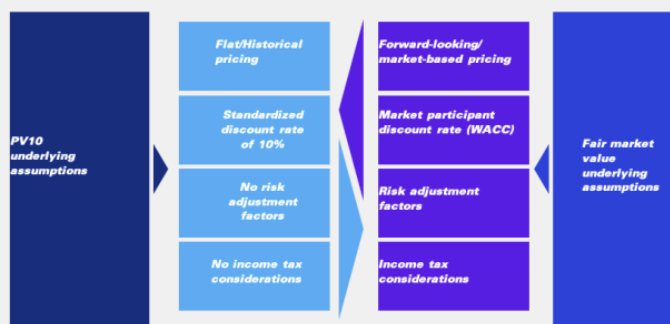 PV10
underlying
assumptions
Flat/Historical
pricing
Standardized
discount rate
of 10%
No risk
adjustment
factors
No income tax
considerations
Forward-looking/
market-based pricing
Market participant
discount rate (WACC)
Risk adjustment
factors
Income tax
considerations
Fair market
value
underlying
assumptions